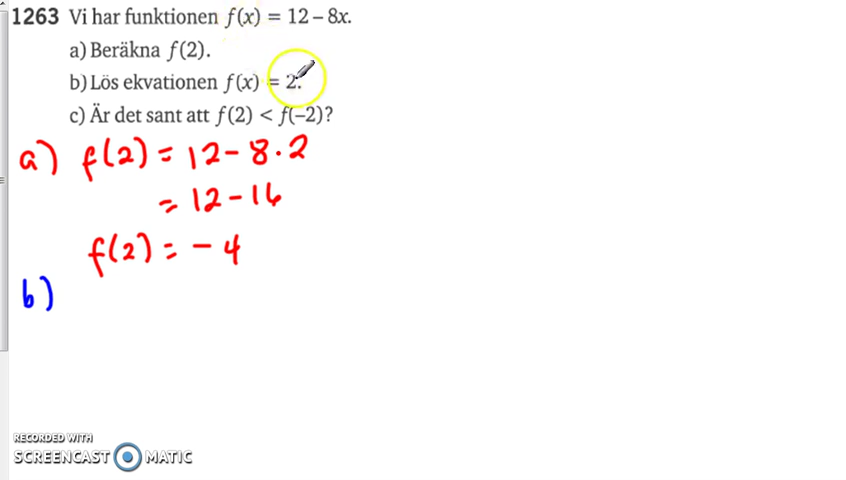 1263 Vi har funktionen f(x) = 12 – 8x.
a) Beräkna f(2).
b) Lös ekvationen f(x) = 2.
c) Är det sant att f(2) < f(–2)?
a) f(2) = 12 - 8 · 2
= 12 - 16
f(2) = - 4
b)
RECORDED WITH
SCREENCAST MATIC